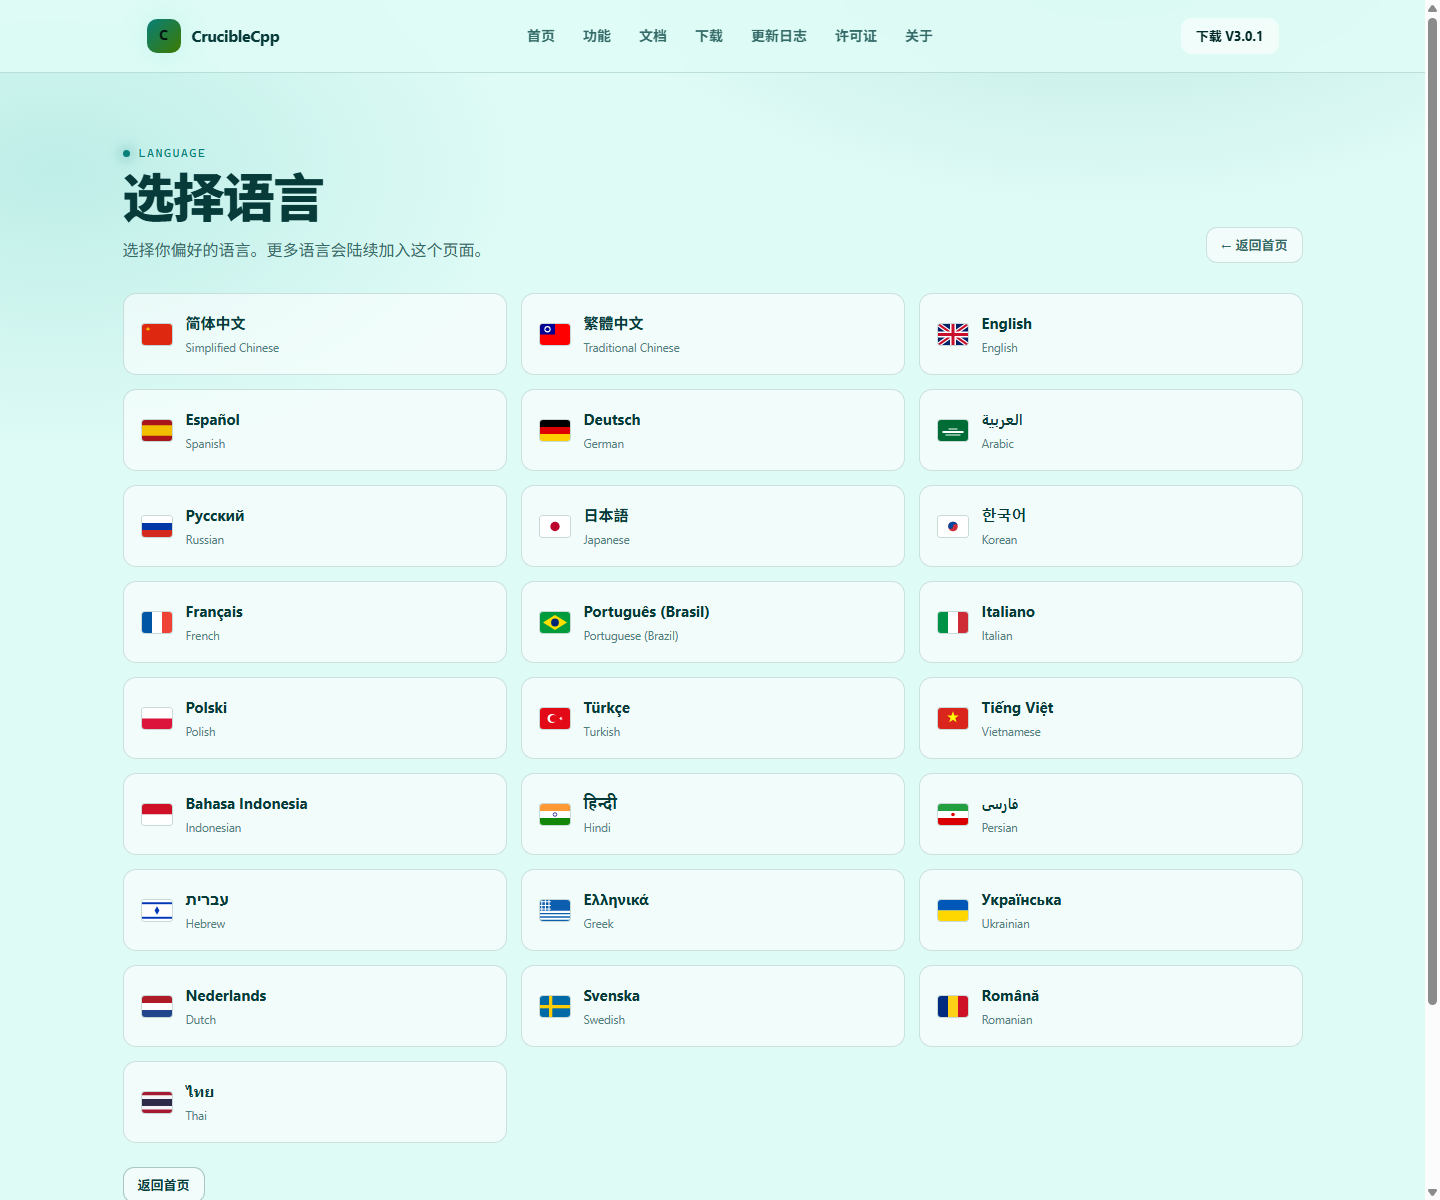 C CrucibleCpp 首页 功能 文档 下载 更新日志 许可证 关于 下载 V3.0.1
LANGUAGE
选择语言
选择你偏好的语言。更多语言会陆续加入这个页面。
← 返回首页
简体中文
Simplified Chinese
繁體中文
Traditional Chinese
English
English
Español
Spanish
Deutsch
German
العربية
Arabic
Русский
Russian
日本語
Japanese
한국어
Korean
Français
French
Português (Brasil)
Portuguese (Brazil)
Italiano
Italian
Polski
Polish
Türkçe
Turkish
Tiếng Việt
Vietnamese
Bahasa Indonesia
Indonesian
हिन्दी
Hindi
فارسی
Persian
עברית
Hebrew
Ελληνικά
Greek
Українська
Ukrainian
Nederlands
Dutch
Svenska
Swedish
Română
Romanian
ไทย
Thai
返回首页